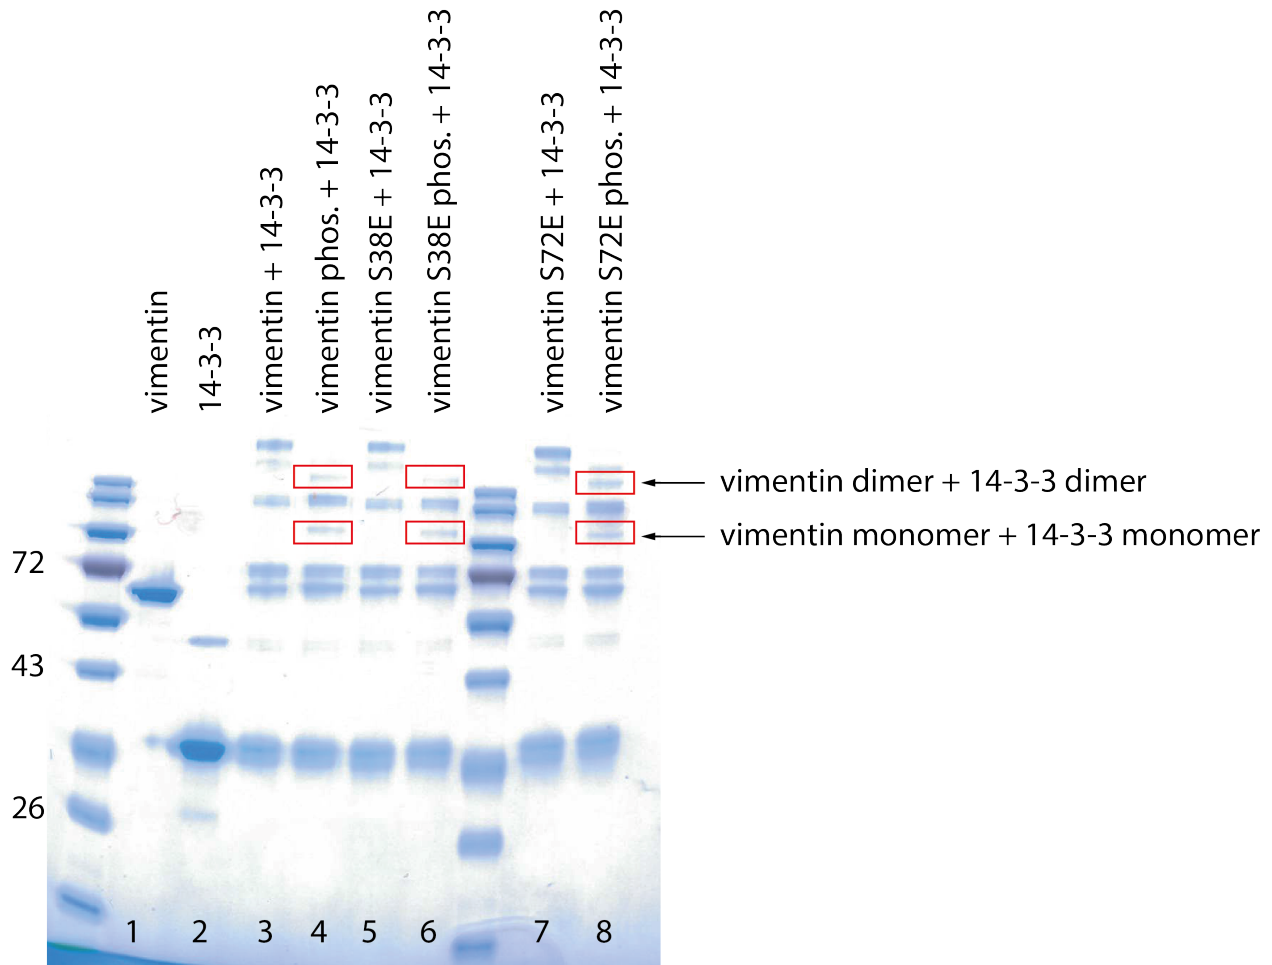 vimentin
14-3-3
vimentin + 14-3-3
vimentin phos. + 14-3-3
vimentin S38E + 14-3-3
vimentin S38E phos. + 14-3-3
vimentin S72E + 14-3-3
vimentin S72E phos. + 14-3-3
vimentin dimer + 14-3-3 dimer
vimentin monomer + 14-3-3 monomer
72
43
26
1 2 3 4 5 6 7 8